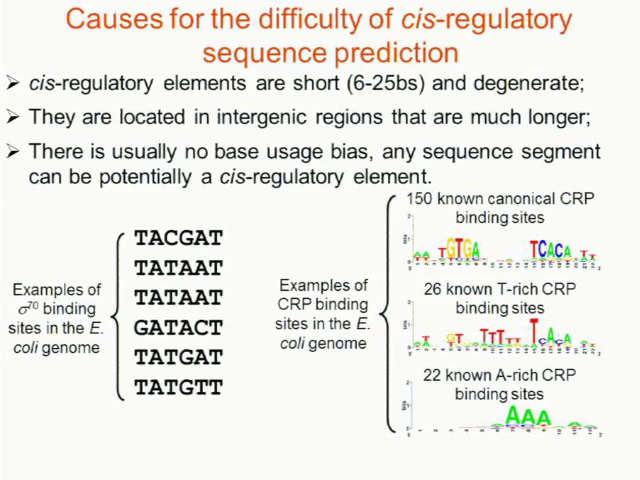 Causes for the difficulty of cis-regulatory
sequence prediction
➢ cis-regulatory elements are short (6-25bs) and degenerate;
➢ They are located in intergenic regions that are much longer;
➢ There is usually no base usage bias, any sequence segment
can be potentially a cis-regulatory element.
Examples of
σ70 binding
sites in the E.
coli genome
TACGAT
TATAAT
TATAAT
GATACT
TATGAT
TATGTT
Examples of
CRP binding
sites in the E.
coli genome
150 known canonical CRP
binding sites
TGTGA TCACA
26 known T-rich CRP
binding sites
22 known A-rich CRP
binding sites
AAA